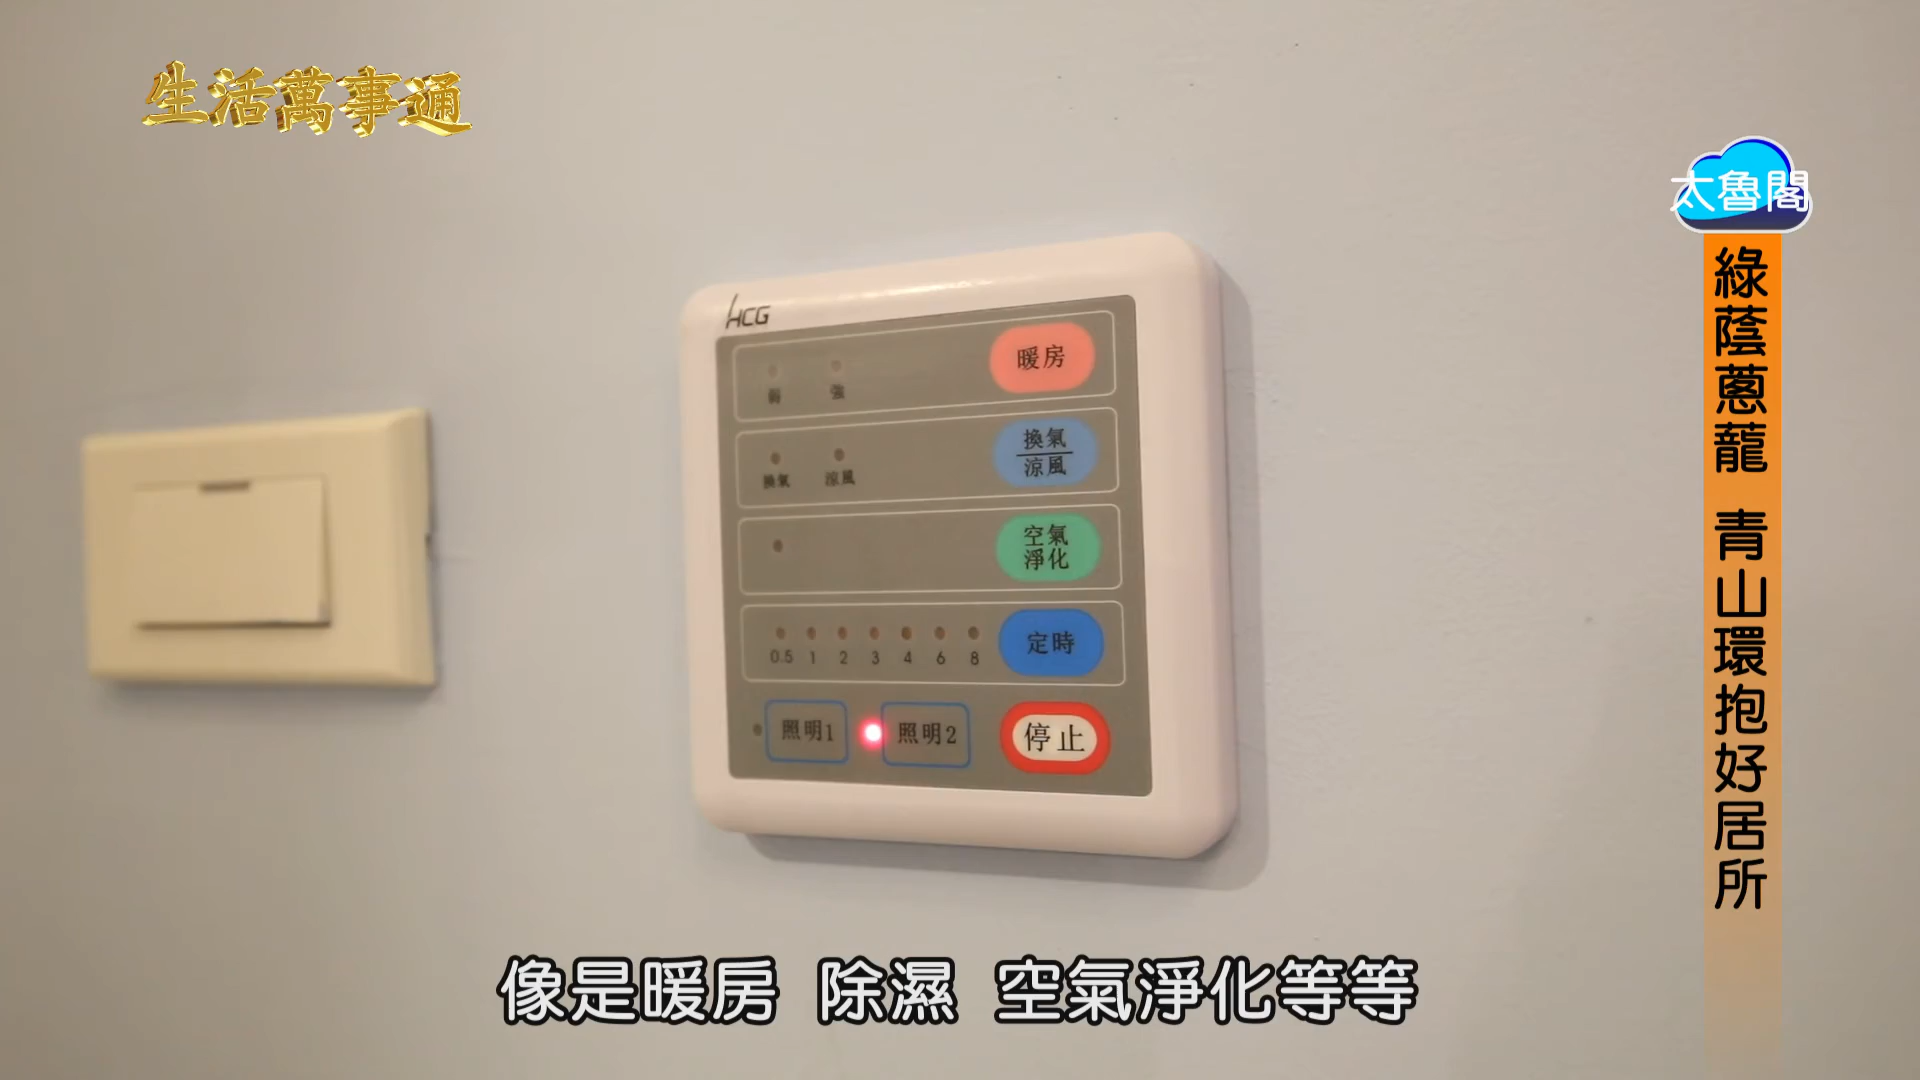 生活萬事通
太魯閣
綠蔭蔥蘢 青山環抱好居所
HCG
弱 強 暖房
換氣 涼風 換氣
涼風
空氣
淨化
0.5 1 2 3 4 6 8 定時
照明1 照明2 停止
像是暖房 除濕 空氣淨化等等